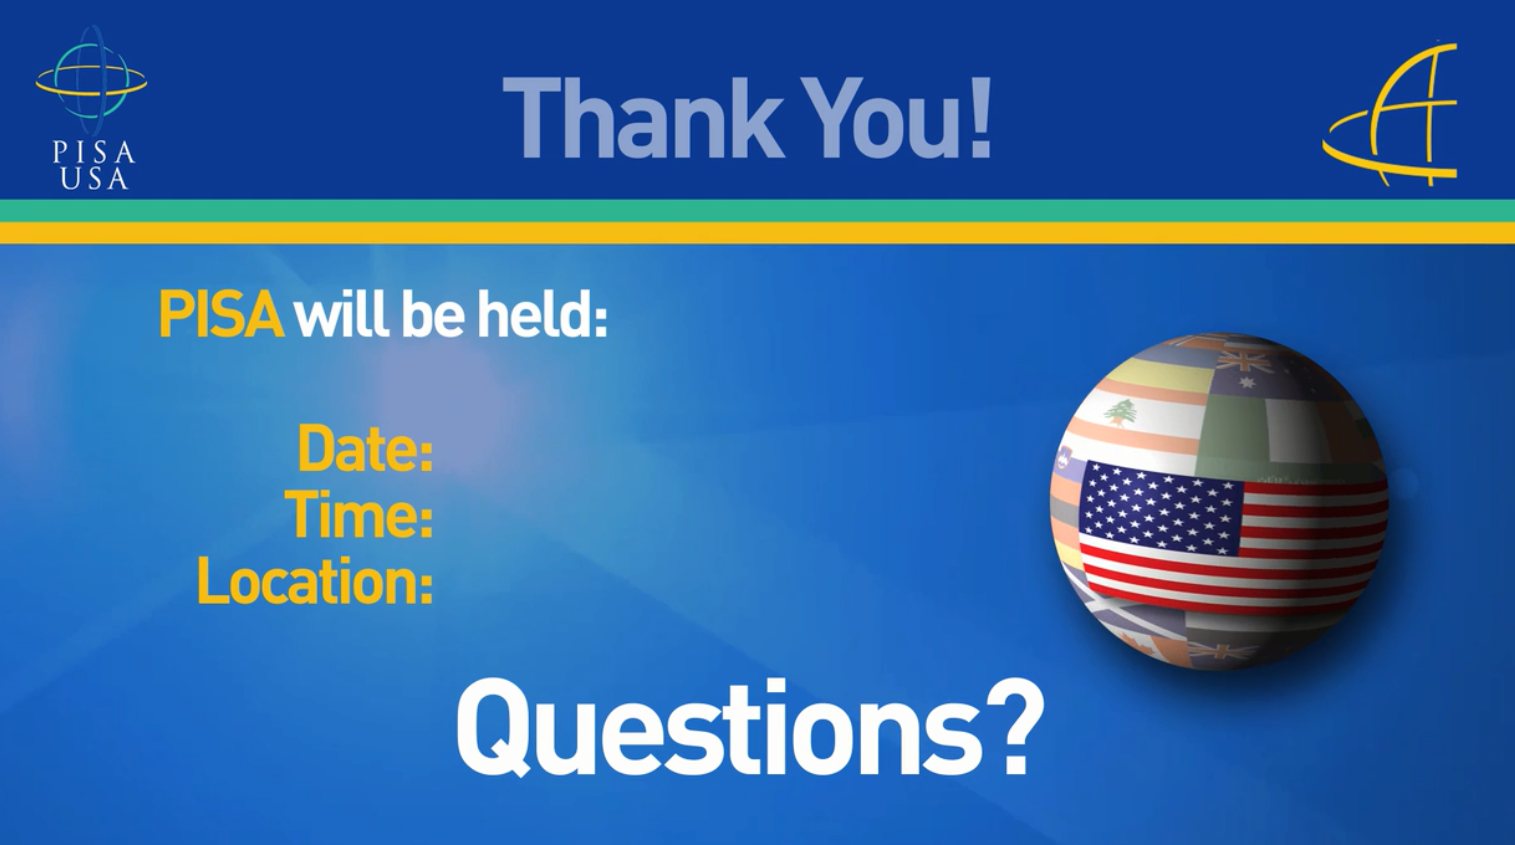 PISA
USA
Thank You!
PISA will be held:
Date:
Time:
Location:
Questions?